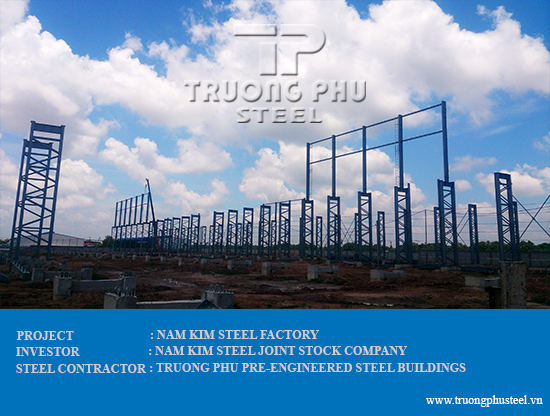 TP
TRUONG PHU
STEEL
PROJECT : NAM KIM STEEL FACTORY
INVESTOR : NAM KIM STEEL JOINT STOCK COMPANY
STEEL CONTRACTOR : TRUONG PHU PRE-ENGINEERED STEEL BUILDINGS
www.truongphusteel.vn